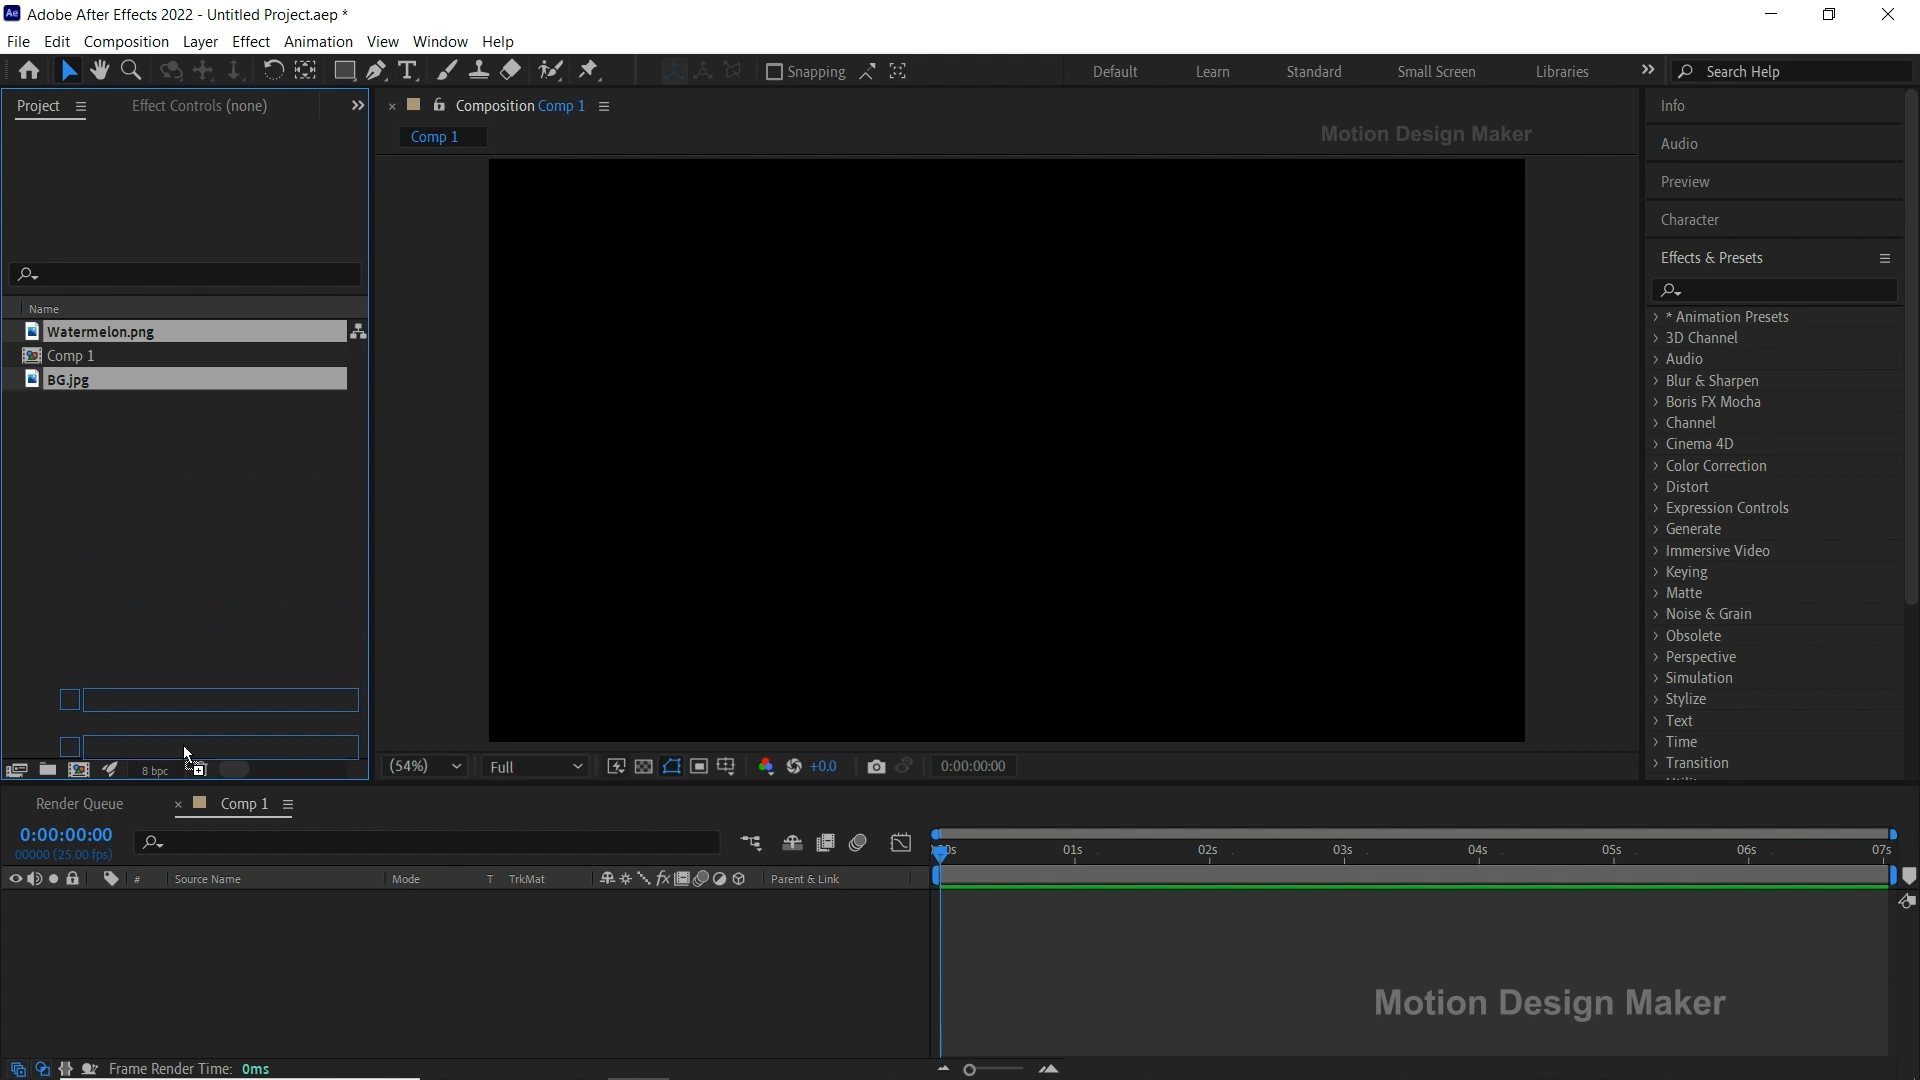 Ae Adobe After Effects 2022 - Untitled Project.aep *
File Edit Composition Layer Effect Animation View Window Help
Snapping Default Learn Standard Small Screen Libraries Search Help
Project Effect Controls (none)
Composition Comp 1
Comp 1
Motion Design Maker
Name
Watermelon.png
Comp 1
BG.jpg
8 bpc
(54%) Full +0.0 0:00:00:00
Info
Audio
Preview
Character
Effects & Presets
* Animation Presets
3D Channel
Audio
Blur & Sharpen
Boris FX Mocha
Channel
Cinema 4D
Color Correction
Distort
Expression Controls
Generate
Immersive Video
Keying
Matte
Noise & Grain
Obsolete
Perspective
Simulation
Stylize
Text
Time
Transition
Render Queue Comp 1
0:00:00:00
00000 (25.00 fps)
01s 02s 03s 04s 05s 06s 07s
# Source Name Mode T TrkMat fx Parent & Link
Motion Design Maker
Frame Render Time: 0ms